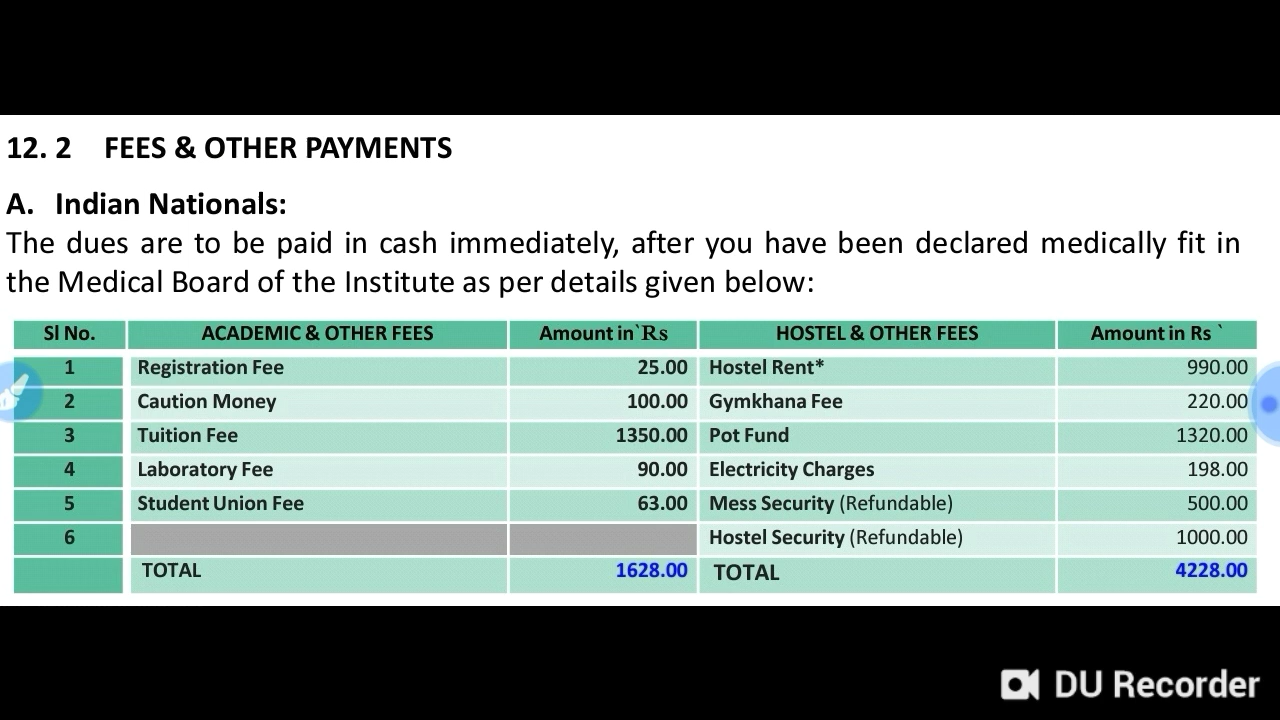 12. 2 FEES & OTHER PAYMENTS
A. Indian Nationals:
The dues are to be paid in cash immediately, after you have been declared medically fit in
the Medical Board of the Institute as per details given below:
Sl No. ACADEMIC & OTHER FEES Amount in`Rs HOSTEL & OTHER FEES Amount in Rs `
1 Registration Fee 25.00 Hostel Rent* 990.00
2 Caution Money 100.00 Gymkhana Fee 220.00
3 Tuition Fee 1350.00 Pot Fund 1320.00
4 Laboratory Fee 90.00 Electricity Charges 198.00
5 Student Union Fee 63.00 Mess Security (Refundable) 500.00
6 Hostel Security (Refundable) 1000.00
TOTAL 1628.00 TOTAL 4228.00
DU Recorder